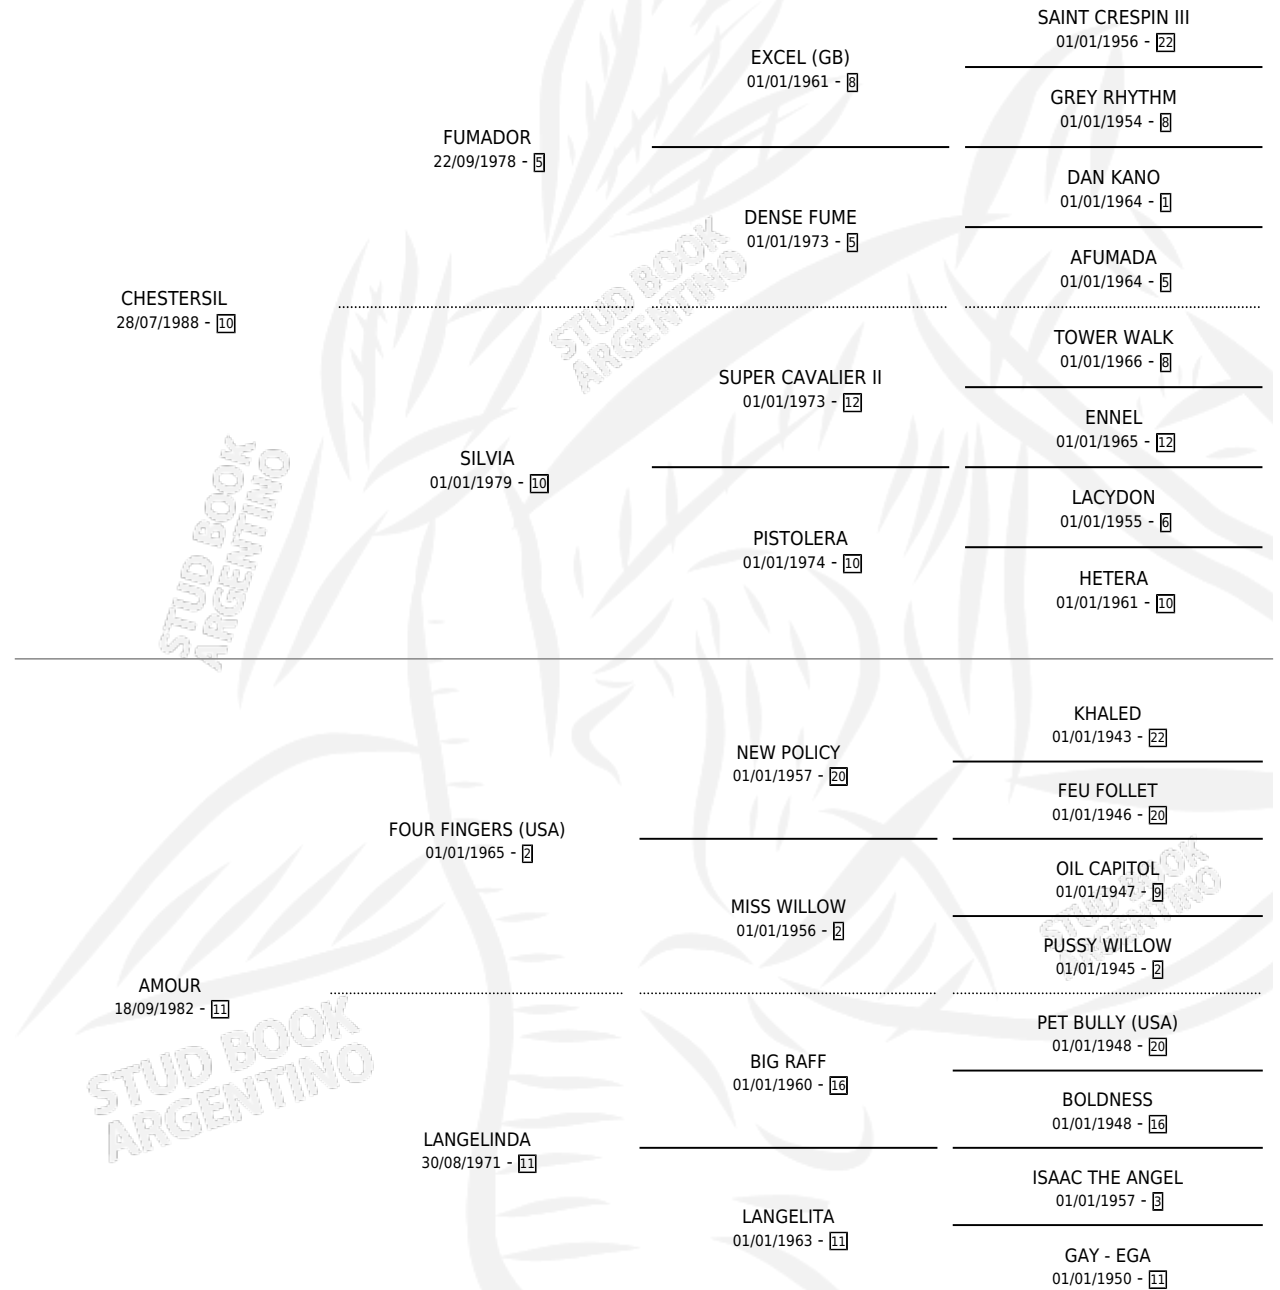 SAINT CRESPIN III
01/01/1956 - 22
EXCEL (GB)
01/01/1961 - 8
GREY RHYTHM
01/01/1954 - 8
FUMADOR
22/09/1978 - 5
DAN KANO
01/01/1964 - 1
DENSE FUME
01/01/1973 - 5
AFUMADA
01/01/1964 - 5
CHESTERSIL
28/07/1988 - 10
STUD BOOK
ARGENTINO
TOWER WALK
01/01/1966 - 8
SUPER CAVALIER II
01/01/1973 - 12
ENNEL
01/01/1965 - 12
SILVIA
01/01/1979 - 10
LACYDON
01/01/1955 - 6
PISTOLERA
01/01/1974 - 10
HETERA
01/01/1961 - 10
STUD BOOK
ARGENTINO
KHALED
01/01/1943 - 22
NEW POLICY
01/01/1957 - 20
FEU FOLLET
01/01/1946 - 20
FOUR FINGERS (USA)
01/01/1965 - 2
OIL CAPITOL
01/01/1947 - 9
MISS WILLOW
01/01/1956 - 2
STUD BOOK
ARGENTINO
PUSSY WILLOW
01/01/1945 - 2
AMOUR
18/09/1982 - 11
STUD BOOK
ARGENTINO
PET BULLY (USA)
01/01/1948 - 20
BIG RAFF
01/01/1960 - 16
BOLDNESS
01/01/1948 - 16
LANGELINDA
30/08/1971 - 11
ISAAC THE ANGEL
01/01/1957 - 3
LANGELITA
01/01/1963 - 11
GAY - EGA
01/01/1950 - 11